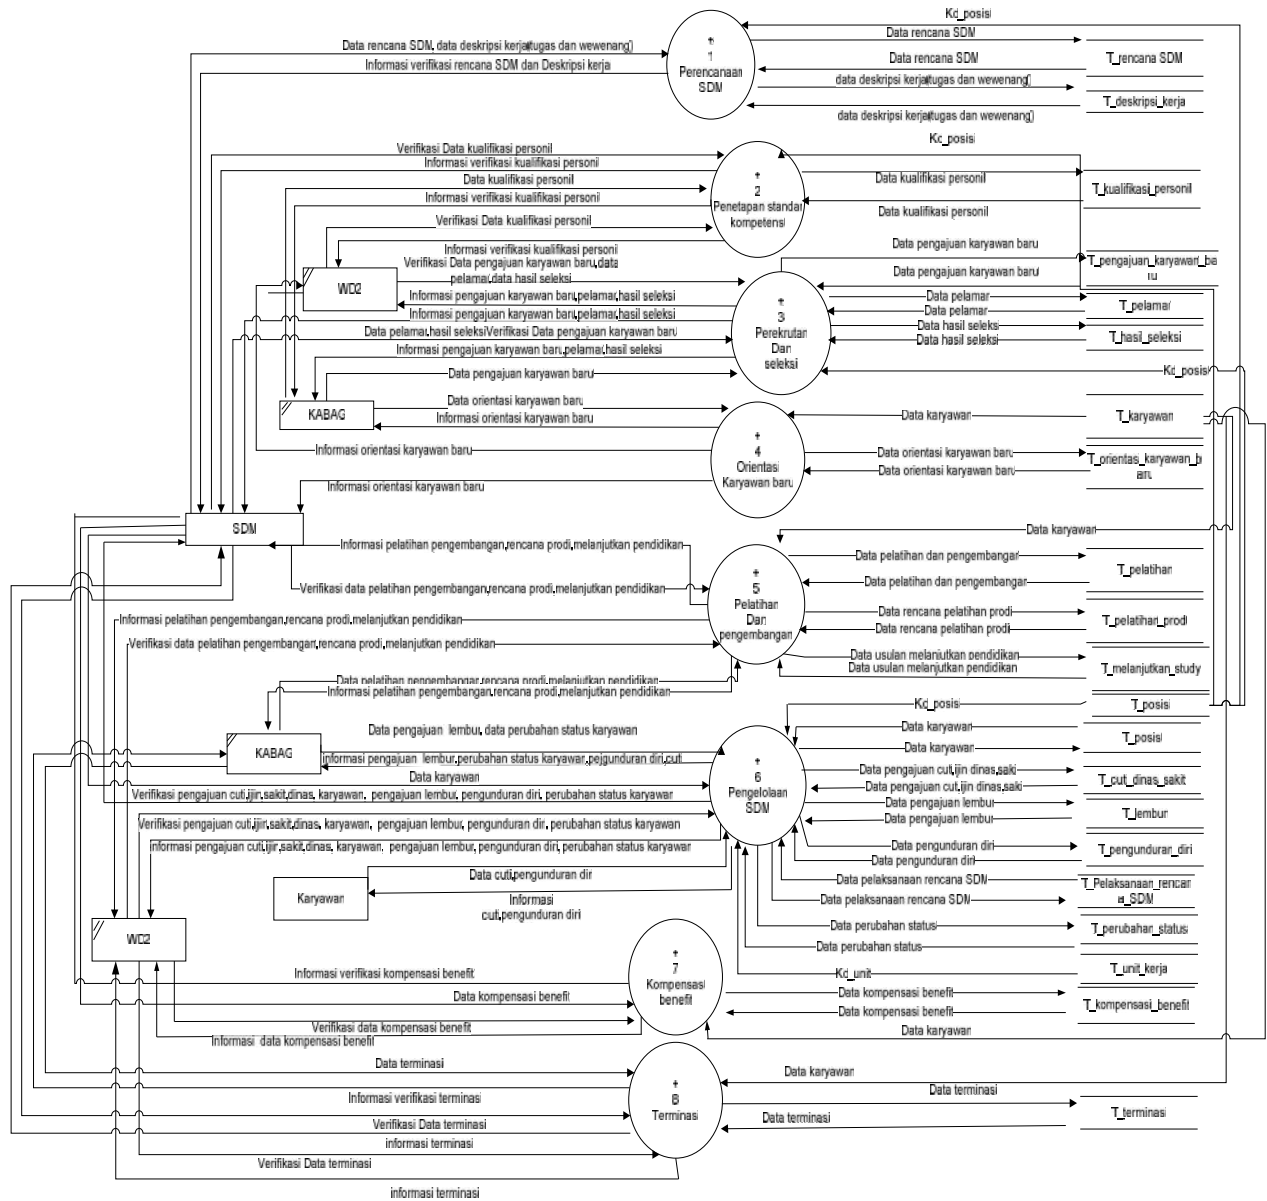 Kd_posisi
Data rencana SDM
Data rencana SDM, data deskripsi kerja(tugas dan wewenang)
Informasi verifikasi rencana SDM dan Deskripsi kerja
1
Perencanaan
SDM
Data rencana SDM
T_rencana SDM
data deskripsi kerja(tugas dan wewenang)
T_deskripsi_kerja
data deskripsi kerja(tugas dan wewenang)
Kd_posisi
Verifikasi Data kualifikasi personil
Informasi verifikasi kualifikasi personil
Data kualifikasi personil
Informasi verifikasi kualifikasi personil
Verifikasi Data kualifikasi personil
Informasi verifikasi kualifikasi personil
2
Penetapan standar
kompetensi
Data kualifikasi personil
T_kualifikasi_personil
Data kualifikasi personil
Data pengajuan karyawan baru
Verifikasi Data pengajuan karyawan baru,data
pelamar,data hasil seleksi
WD2
Data pengajuan karyawan baru
T_pengajuan_karyawan_ba
ru
Informasi pengajuan karyawan baru,pelamar,hasil seleksi
Informasi pengajuan karyawan baru,pelamar,hasil seleksi
Data pelamar,hasil seleksiVerifikasi Data pengajuan karyawan baru
Informasi pengajuan karyawan baru,pelamar,hasil seleksi
Data pengajuan karyawan baru
3
Perekrutan
Dan
seleksi
Data pelamar
Data pelamar
T_pelamar
Data hasil seleksi
Data hasil seleksi
T_hasil_seleksi
Kd_posisi
KABAG
Data orientasi karyawan baru
Informasi orientasi karyawan baru
Informasi orientasi karyawan baru
Informasi orientasi karyawan baru
4
Orientasi
Karyawan baru
Data karyawan
T_karyawan
Data orientasi karyawan baru
Data orientasi karyawan baru
T_orientasi_karyawan_b
aru
SDM
Data karyawan
Informasi pelatihan pengembangan,rencana prodi,melanjutkan pendidikan
Verifikasi data pelatihan pengembangan,rencana prodi,melanjutkan pendidikan
Informasi pelatihan pengembangan,rencana prodi,melanjutkan pendidikan
Verifikasi data pelatihan pengembangan,rencana prodi,melanjutkan pendidikan
Data pelatihan pengembangan,rencana prodi,melanjutkan pendidikan
Informasi pelatihan pengembangan,rencana prodi,melanjutkan pendidikan
5
Pelatihan
Dan
pengembangan
Data pelatihan dan pengembangan
Data pelatihan dan pengembangan
T_pelatihan
Data rencana pelatihan prodi
Data rencana pelatihan prodi
T_pelatihan_prodi
Data usulan melanjutkan pendidikan
Data usulan melanjutkan pendidikan
T_melanjutkan_study
Kd_posisi
T_posisi
KABAG
Data pengajuan lembur, data perubahan status karyawan
informasi pengajuan lembur,perubahan status karyawan,pejgunduran diri,cuti
Data karyawan
Verifikasi pengajuan cuti,ijin,sakit,dinas, karyawan, pengajuan lembur, pengunduran diri, perubahan status karyawan
Verifikasi pengajuan cuti,ijin,sakit,dinas, karyawan, pengajuan lembur, pengunduran diri, perubahan status karyawan
informasi pengajuan cuti,ijin,sakit,dinas, karyawan, pengajuan lembur, pengunduran diri, perubahan status karyawan
6
Pengelolaan
SDM
Data karyawan
Data karyawan
T_posisi
Data pengajuan cuti,ijin dinas,saki
Data pengajuan cuti,ijin dinas,saki
T_cuti_dinas_sakit
Data pengajuan lembur
Data pengajuan lembur
T_lembur
Data pengunduran diri
Data pengunduran diri
T_pengunduran_diri
Karyawan
Data cuti,pengunduran diri
Informasi
cuti,pengunduran diri
Data pelaksanaan rencana SDM
Data pelaksanaan rencana SDM
T_Pelaksanaan_rencan
a_SDM
Data perubahan status
Data perubahan status
T_perubahan_status
Kd_unit
T_unit_kerja
WD2
Informasi verifikasi kompensasi benefit
Data kompensasi benefit
Verifikasi data kompensasi benefit
Informasi data kompensasi benefit
7
Kompensasi
benefit
Data kompensasi benefit
Data kompensasi benefit
T_kompensasi_benefit
Data karyawan
Data terminasi
Informasi verifikasi terminasi
Verifikasi Data terminasi
informasi terminasi
Verifikasi Data terminasi
informasi terminasi
8
Terminasi
Data karyawan
Data terminasi
Data terminasi
T_terminasi